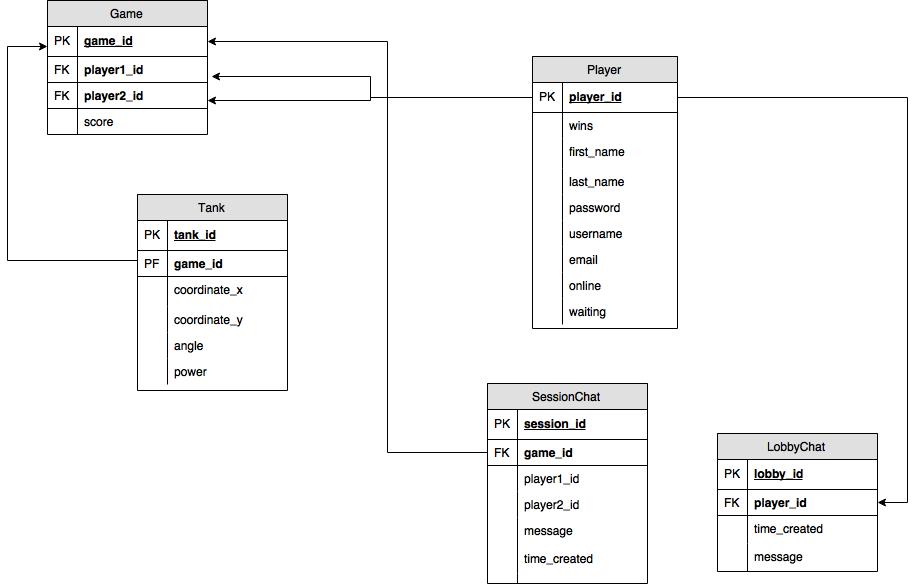 Game
PK game_id
FK player1_id
FK player2_id
score
Player
PK player_id
wins
first_name
last_name
password
username
email
online
waiting
Tank
PK tank_id
PF game_id
coordinate_x
coordinate_y
angle
power
SessionChat
PK session_id
FK game_id
player1_id
player2_id
message
time_created
LobbyChat
PK lobby_id
FK player_id
time_created
message